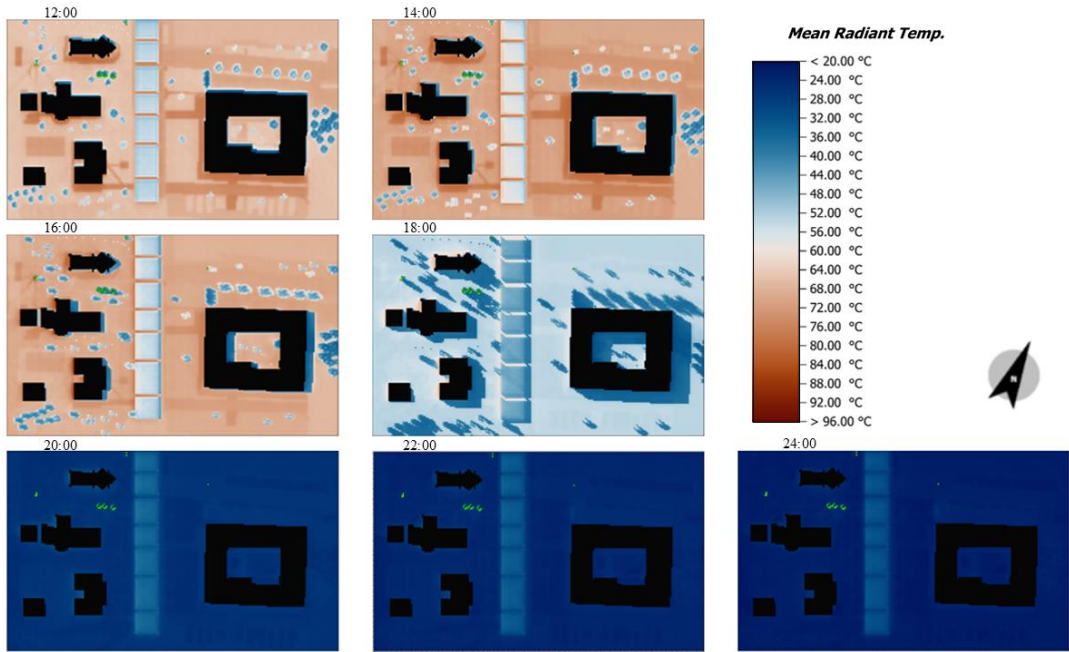 12:00
14:00
Mean Radiant Temp.
< 20.00 °C
24.00 °C
28.00 °C
32.00 °C
36.00 °C
40.00 °C
48.00 °C
52.00 °C
56.00 °C
60.00 °C
64.00 °C
68.00 °C
72.00 °C
76.00 °C
80.00 °C
84.00 °C
88.00 °C
92.00 °C
> 96.00 °C
N
16:00
18:00
20:00
22:00
24:00